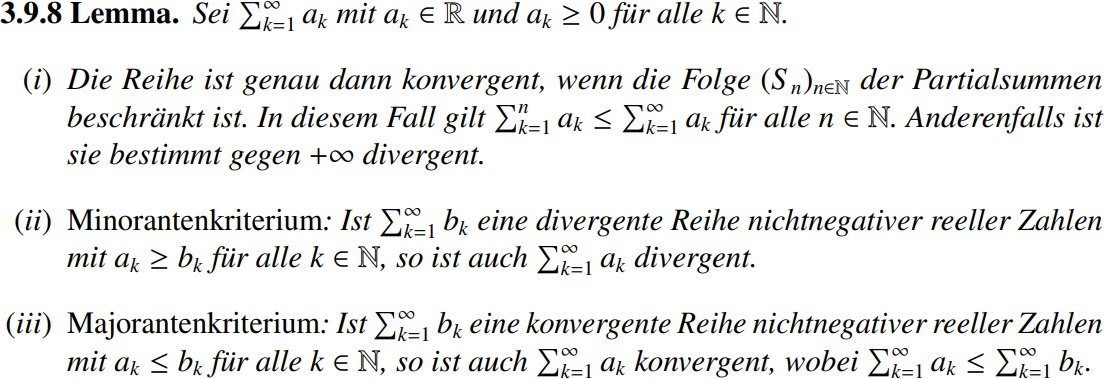 3.9.8 Lemma. Sei ∑_{k=1}^{∞} a_k mit a_k ∈ ℝ und a_k ≥ 0 für alle k ∈ ℕ.
(i) Die Reihe ist genau dann konvergent, wenn die Folge (S_n)_{n∈ℕ} der Partialsummen
beschränkt ist. In diesem Fall gilt ∑_{k=1}^{n} a_k ≤ ∑_{k=1}^{∞} a_k für alle n ∈ ℕ. Anderenfalls ist
sie bestimmt gegen +∞ divergent.
(ii) Minorantenkriterium: Ist ∑_{k=1}^{∞} b_k eine divergente Reihe nichtnegativer reeller Zahlen
mit a_k ≥ b_k für alle k ∈ ℕ, so ist auch ∑_{k=1}^{∞} a_k divergent.
(iii) Majorantenkriterium: Ist ∑_{k=1}^{∞} b_k eine konvergente Reihe nichtnegativer reeller Zahlen
mit a_k ≤ b_k für alle k ∈ ℕ, so ist auch ∑_{k=1}^{∞} a_k konvergent, wobei ∑_{k=1}^{∞} a_k ≤ ∑_{k=1}^{∞} b_k.